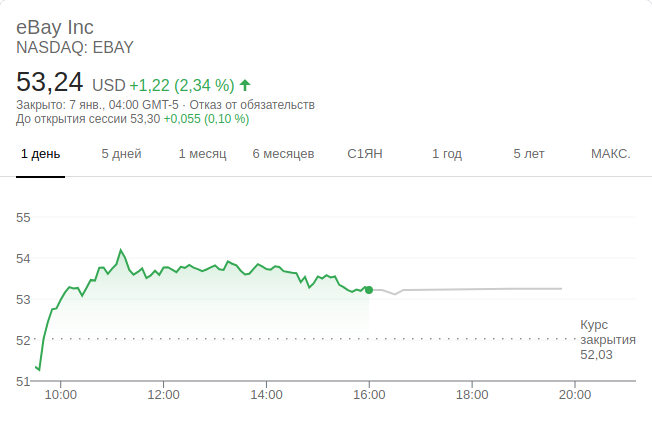 eBay Inc
NASDAQ: EBAY
53,24 USD +1,22 (2,34 %)
Закрыто: 7 янв., 04:00 GMT-5 · Отказ от обязательств
До открытия сессии 53,30 +0,055 (0,10 %)
1 день 5 дней 1 месяц 6 месяцев С1ЯН 1 год 5 лет МАКС.
55
54
53
52
51
Курс
закрытия
52,03
10:00 12:00 14:00 16:00 18:00 20:00